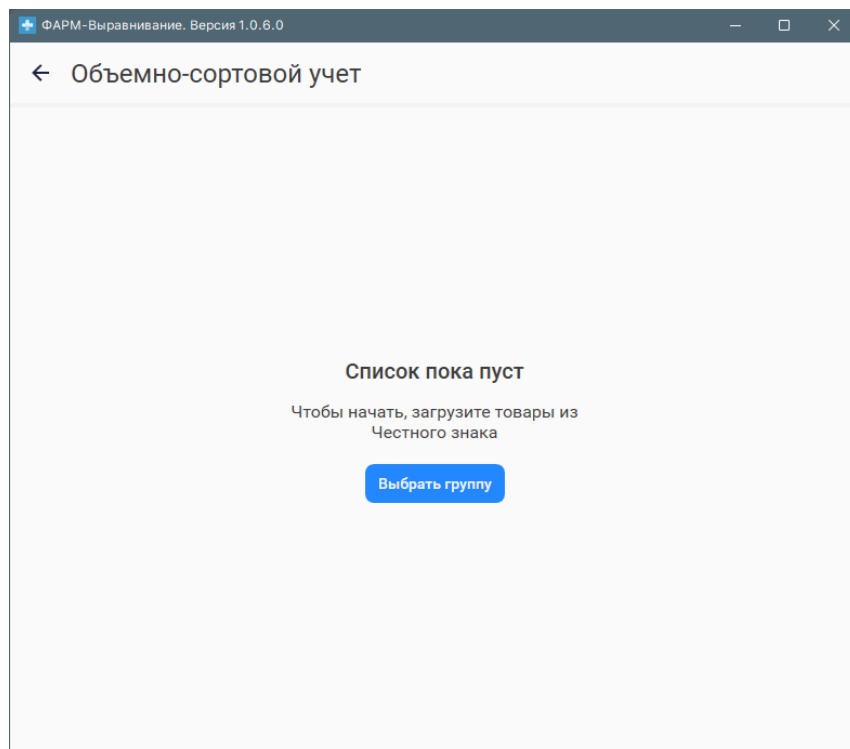 ФАРМ-Выравнивание. Версия 1.0.6.0
Объемно-сортовой учет
Список пока пуст
Чтобы начать, загрузите товары из
Честного знака
Выбрать группу